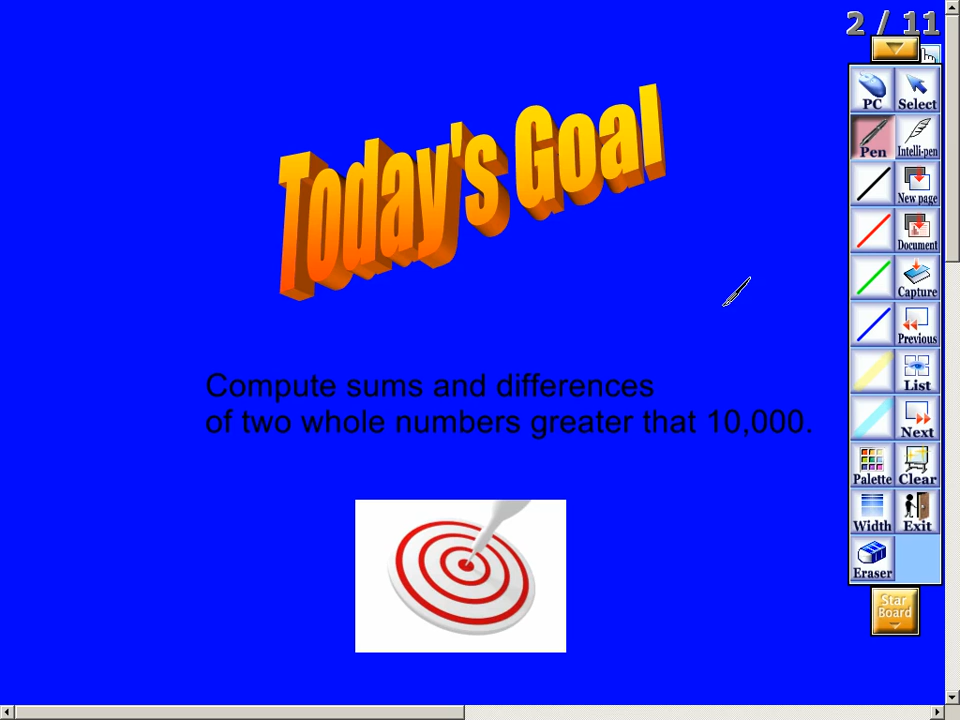 2 / 11
Today's Goal
Compute sums and differences
of two whole numbers greater that 10,000.
PC Select
Pen Intelli-pen
New page
Document
Capture
Previous
List
Next
Palette Clear
Width Exit
Eraser
Star
Board